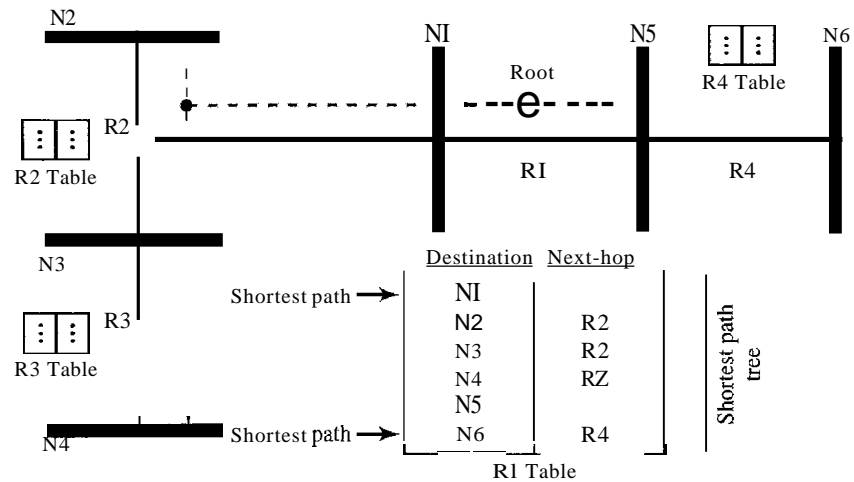 N2
NI
N5
N6
Root
e
R4 Table
R2
R2 Table
RI
R4
N3
Destination Next-hop
Shortest path
NI
N2 R2
R3
N3 R2
R3 Table
N4 RZ
N5
N4
Shortest path
N6 R4
R1 Table
Shortest path
tree